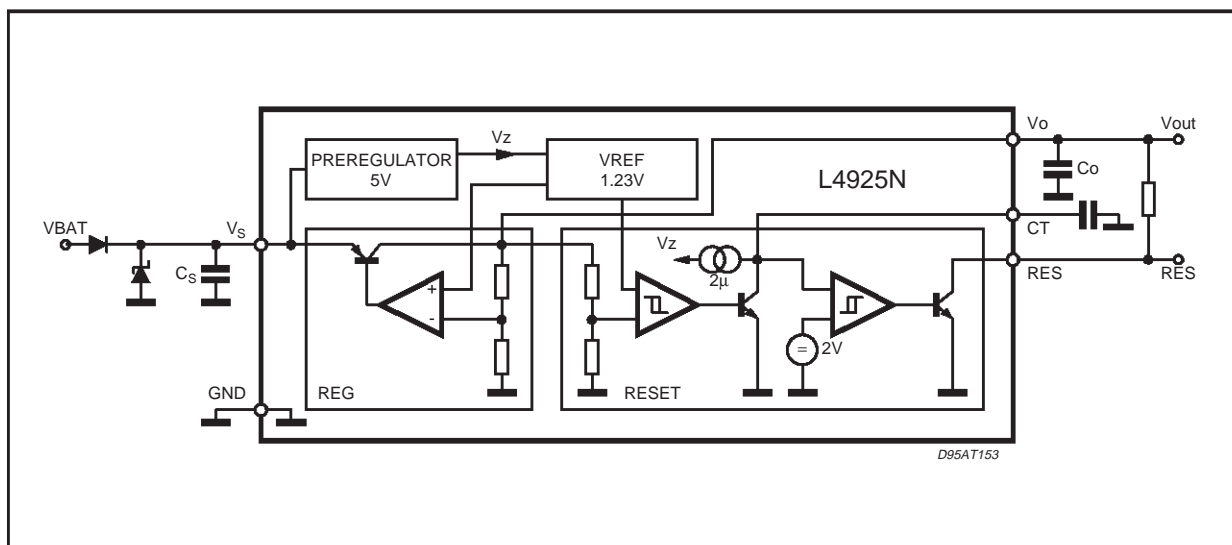 Vz
Vo
Vout
PREREGULATOR
5V
VREF
1.23V
L4925N
Co
CT
VBAT
VS
CS
Vz
2μ
+
-
=
2V
RES
RES
GND
REG
RESET
D95AT153